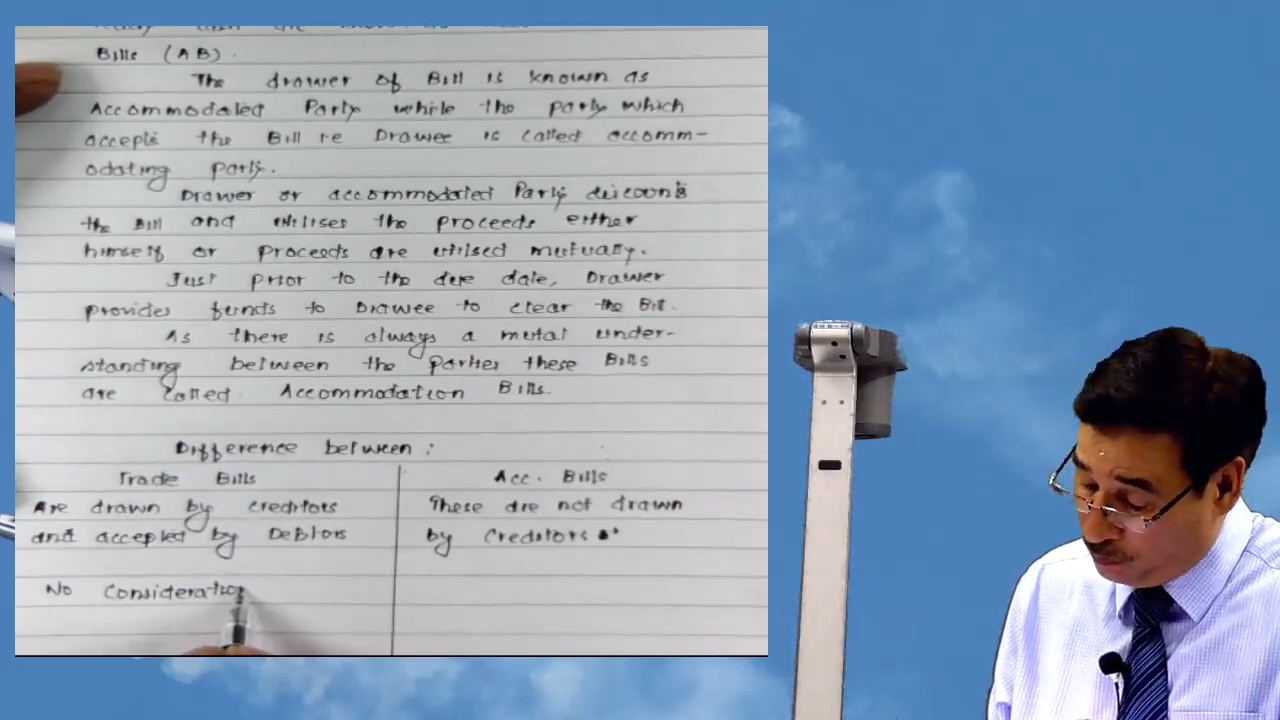 Bills (AB).
The drawer of Bill is known as
Accommodated Party while the party which
accepts the Bill ie Drawee is called accomm-
odating party.
Drawer or accommodated Party discounts
the Bill and utilises the proceeds either
himself or proceeds are utilsed mutualy.
Just prior to the due date, Drawer
provides funds to Drawee to clear the Bill.
As there is always a mutal under-
standing between the parties these Bills
are called Accommodation Bills.
Difference between:
Trade Bills
Acc. Bills
Are drawn by creditors
These are not drawn
and accepted by Debtors
by Creditors
No Consideration